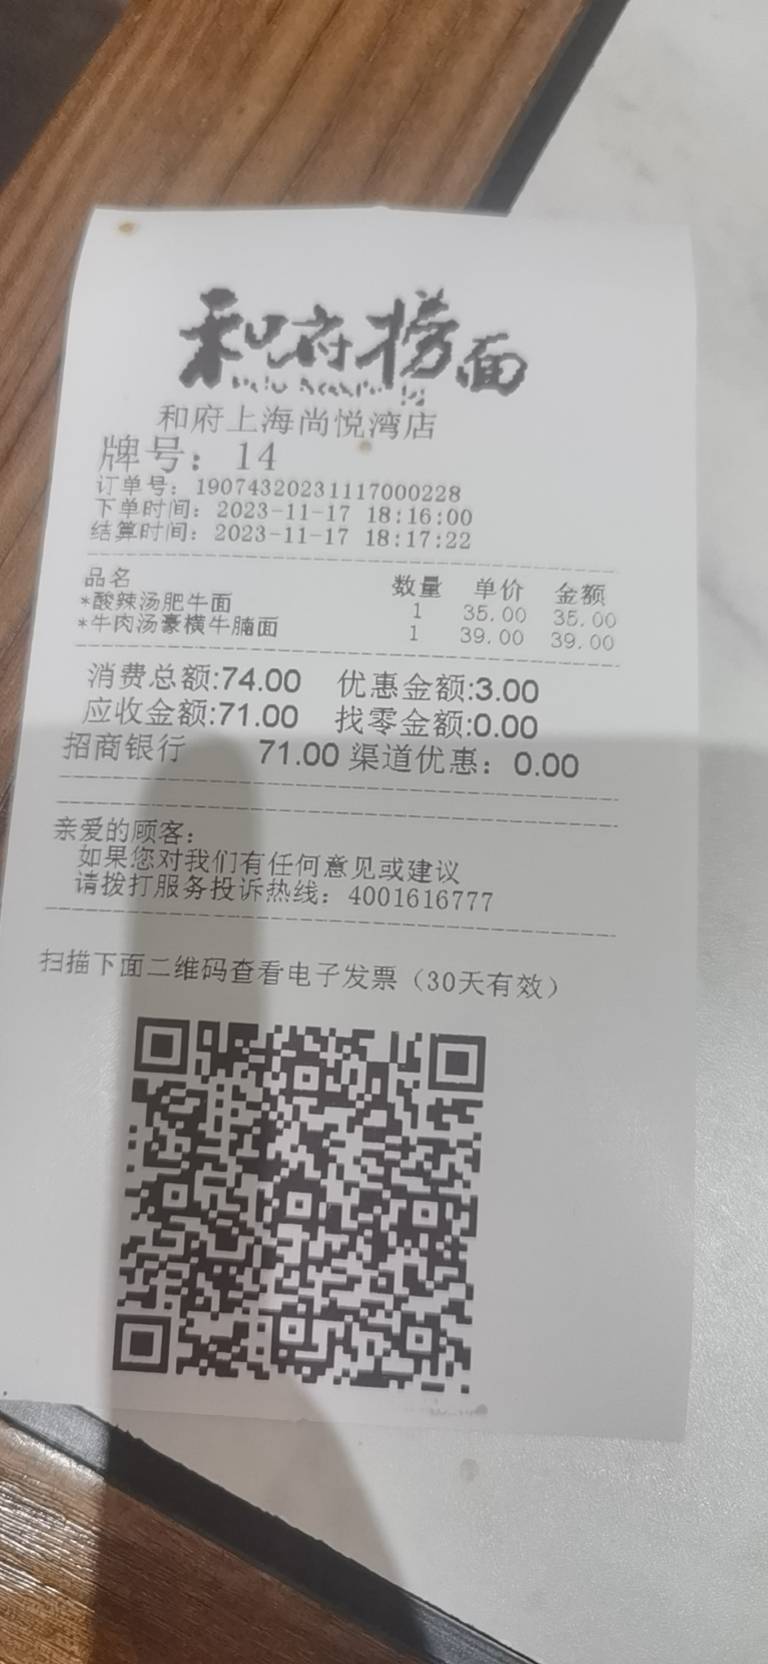 和府捞面
和府上海尚悦湾店
牌号：14
订单号：19074320231117000228
下单时间：2023-11-17 18:16:00
结算时间：2023-11-17 18:17:22
品名 数量 单价 金额
*酸辣汤肥牛面 1 35.00 35.00
*牛肉汤豪横牛腩面 1 39.00 39.00
消费总额:74.00 优惠金额:3.00
应收金额:71.00 找零金额:0.00
招商银行 71.00 渠道优惠：0.00
亲爱的顾客：
如果您对我们有任何意见或建议
请拨打服务投诉热线：4001616777
扫描下面二维码查看电子发票（30天有效）